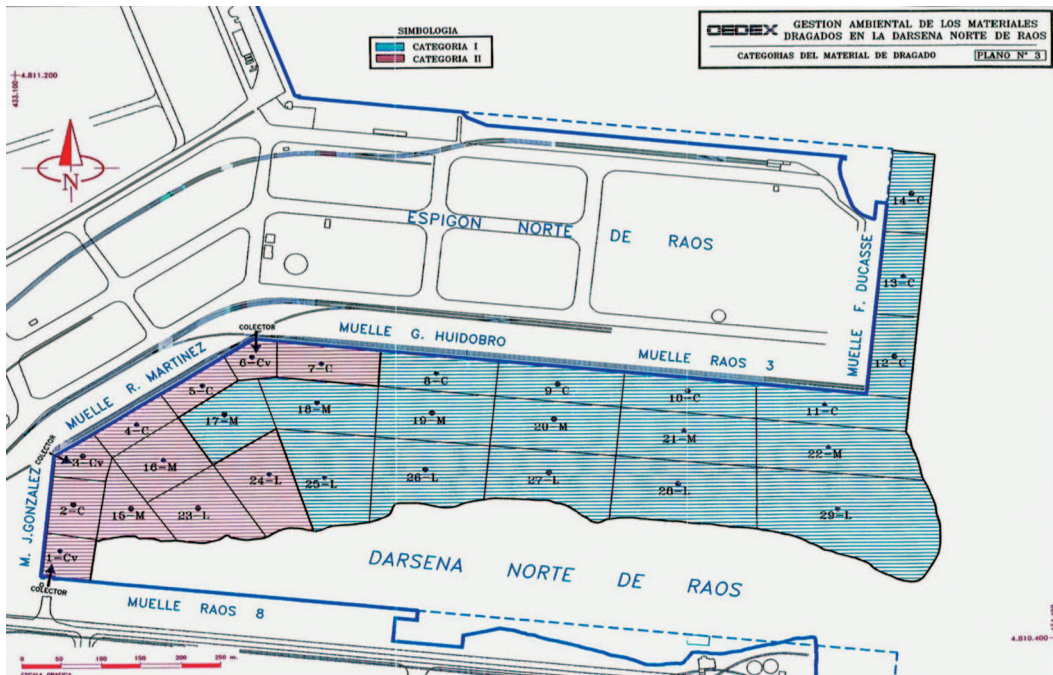 SIMBOLOGIA
CATEGORIA I
CATEGORIA II
CEDEX
GESTION AMBIENTAL DE LOS MATERIALES
DRAGADOS EN LA DARSENA NORTE DE RAOS
CATEGORIAS DEL MATERIAL DE DRAGADO
PLANO Nº 3
4.811.200
433.100
N
ESPIGON NORTE DE RAOS
MUELLE F. DUCASSE
14-C
13-C
12-C
COLECTOR
MUELLE G. HUIDOBRO
MUELLE RAOS 3
MUELLE R. MARTINEZ
6-Cv
7-C
8-C
9-C
10-C
11-C
5-C
4-C
17-M
18-M
19-M
20-M
21-M
22-M
COLECTOR
3-Cv
16-M
24-L
25-L
26-L
27-L
28-L
29-L
M. J.GONZALEZ
2-C
15-M
23-L
1-Cv
COLECTOR
DARSENA NORTE DE RAOS
MUELLE RAOS 8
4.810.400
0 50 100 150 200 250 m.